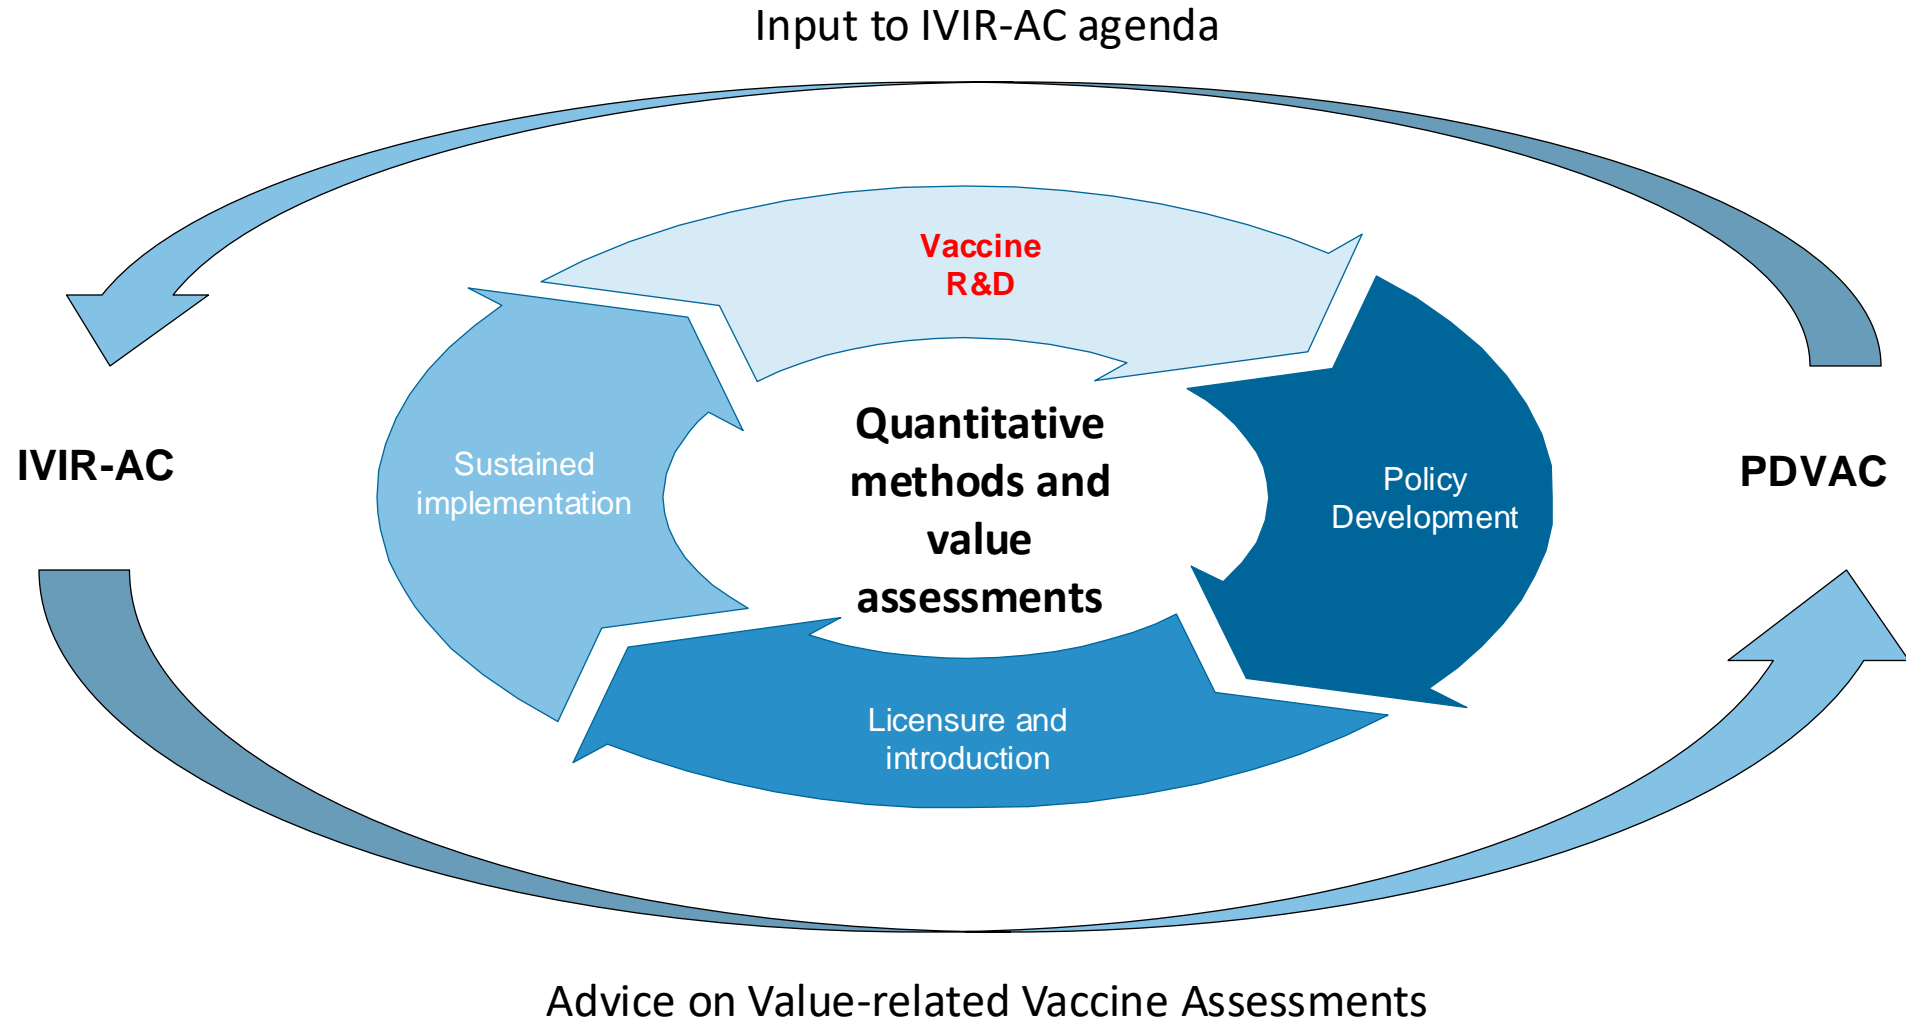 Input to IVIR-AC agenda
Vaccine
R&D
Quantitative
methods and
value
assessments
IVIR-AC
Sustained
implementation
Policy
Development
PDVAC
Licensure and
introduction
Advice on Value-related Vaccine Assessments